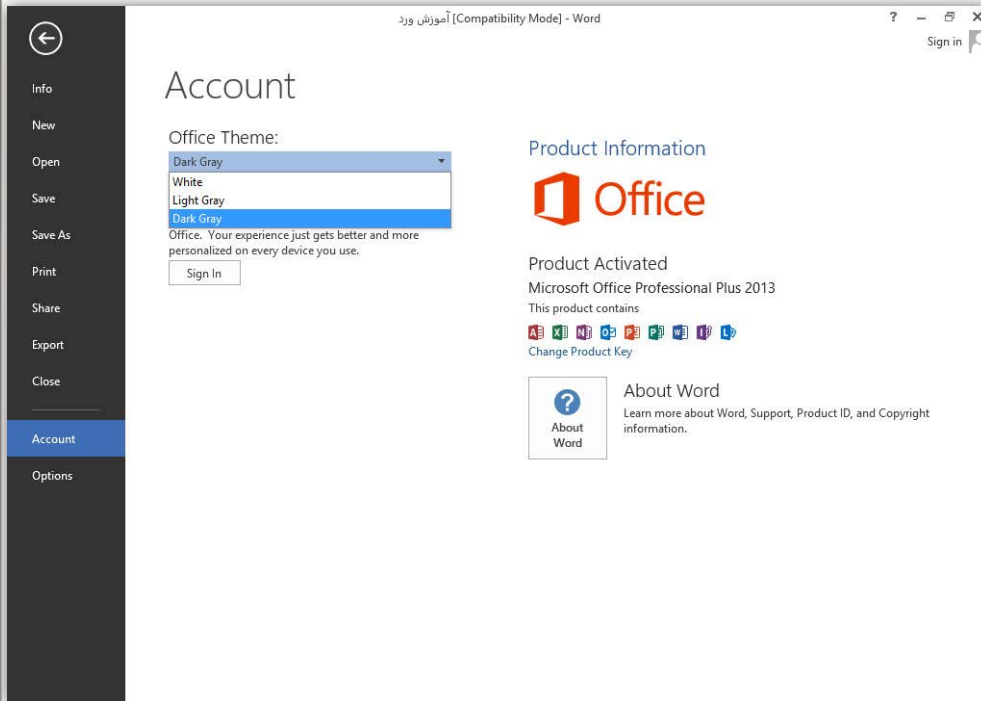 آموزش ورد [Compatibility Mode] - Word
?
Sign in
Info
New
Open
Save
Save As
Print
Share
Export
Close
Account
Options
Account
Office Theme:
Dark Gray
White
Light Gray
Dark Gray
Office. Your experience just gets better and more
personalized on every device you use.
Sign In
Product Information
Office
Product Activated
Microsoft Office Professional Plus 2013
This product contains
Change Product Key
?
About
Word
About Word
Learn more about Word, Support, Product ID, and Copyright
information.